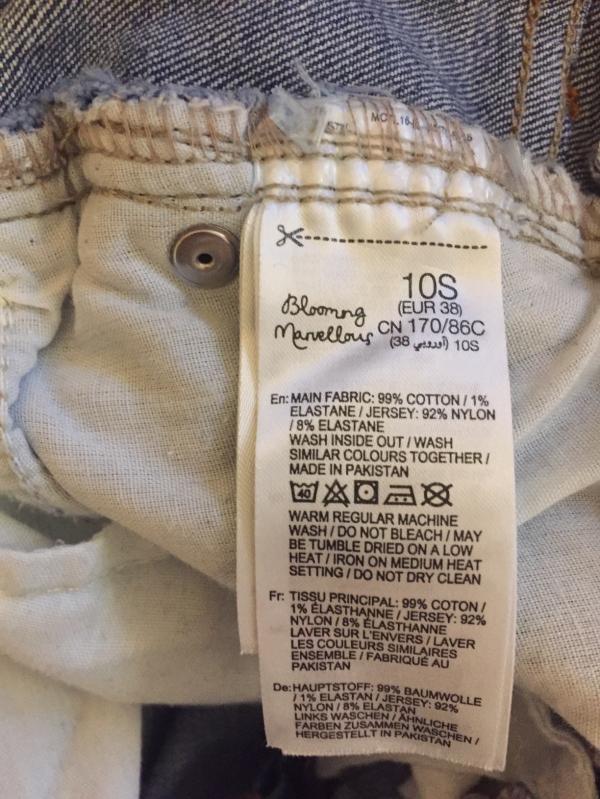 10S
(EUR 38)
Blooming
Marvellous
CN 170/86C
10S (38
En: MAIN FABRIC: 99% COTTON / 1%
ELASTANE / JERSEY: 92% NYLON
/ 8% ELASTANE
WASH INSIDE OUT / WASH
SIMILAR COLOURS TOGETHER /
MADE IN PAKISTAN
40
WARM REGULAR MACHINE
WASH / DO NOT BLEACH / MAY
BE TUMBLE DRIED ON A LOW
HEAT / IRON ON MEDIUM HEAT
SETTING / DO NOT DRY CLEAN
Fr: TISSU PRINCIPAL: 99% COTON /
1% ÉLASTHANNE / JERSEY: 92%
NYLON / 8% ÉLASTHANNE
LAVER SUR L'ENVERS / LAVER
LES COULEURS SIMILAIRES
ENSEMBLE / FABRIQUÉ AU
PAKISTAN
De: HAUPTSTOFF: 99% BAUMWOLLE
/ 1% ELASTAN / JERSEY: 92%
NYLON / 8% ELASTAN
LINKS WASCHEN / ÄHNLICHE
FARBEN ZUSAMMEN WASCHEN /
HERGESTELLT IN PAKISTAN